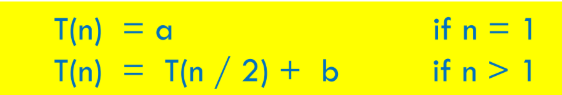 T(n) = a if n = 1
T(n) = T(n / 2) + b if n > 1